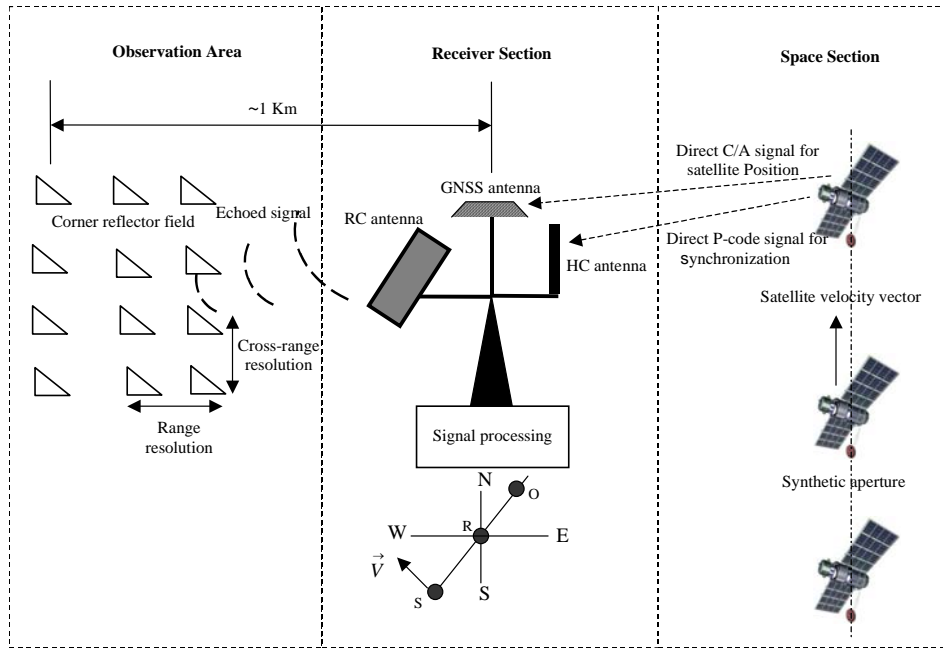 Observation Area
Receiver Section
Space Section
~1 Km
Direct C/A signal for
satellite Position
GNSS antenna
Corner reflector field
Echoed signal
RC antenna
Direct P-code signal for
synchronization
HC antenna
Satellite velocity vector
Cross-range
resolution
Range
resolution
Signal processing
Synthetic aperture
N
O
R
W
E
V
S
S